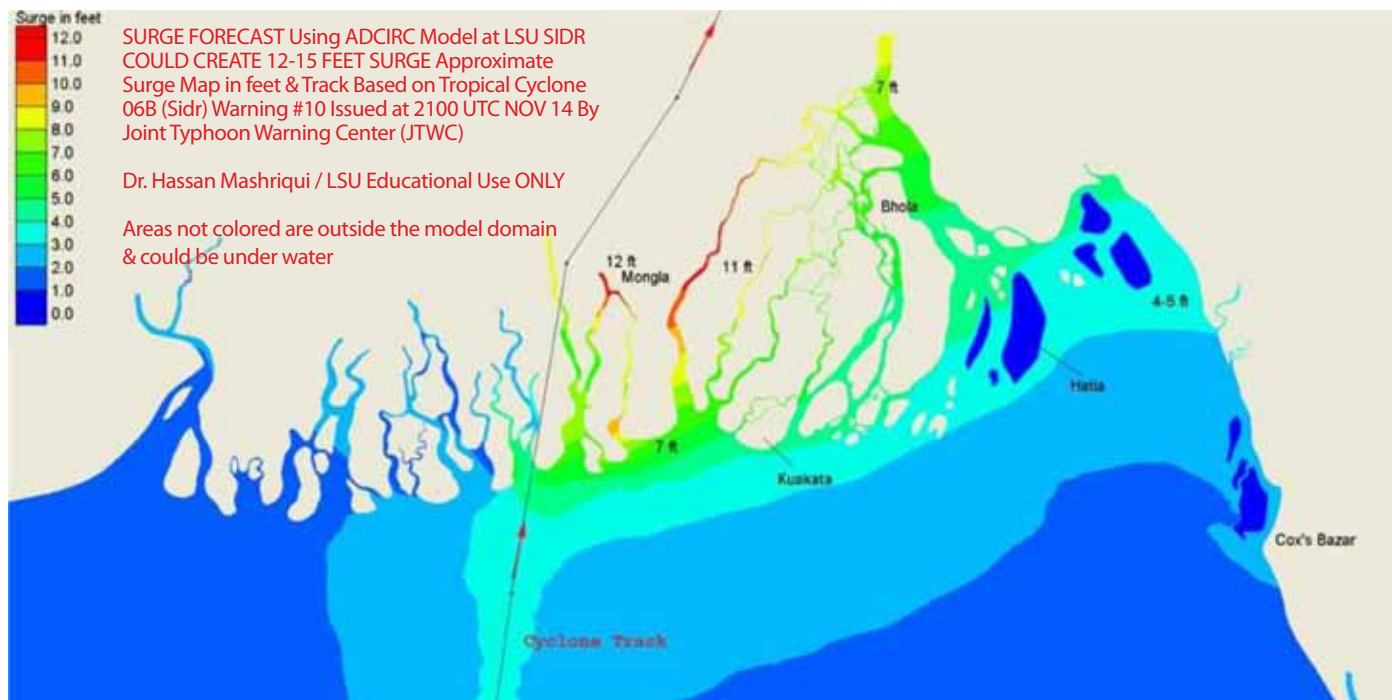 Surge in feet
12.0
11.0
10.0
9.0
8.0
7.0
6.0
5.0
4.0
3.0
2.0
1.0
0.0
SURGE FORECAST Using ADCIRC Model at LSU SIDR
COULD CREATE 12-15 FEET SURGE Approximate
Surge Map in feet & Track Based on Tropical Cyclone
06B (Sidr) Warning #10 Issued at 2100 UTC NOV 14 By
Joint Typhoon Warning Center (JTWC)
Dr. Hassan Mashriqui / LSU Educational Use ONLY
Areas not colored are outside the model domain
& could be under water
7 ft
Bhola
12 ft
Mongla
11 ft
4-5 ft
Hatia
7 ft
Kuakata
Cox's Bazar
Cyclone Track